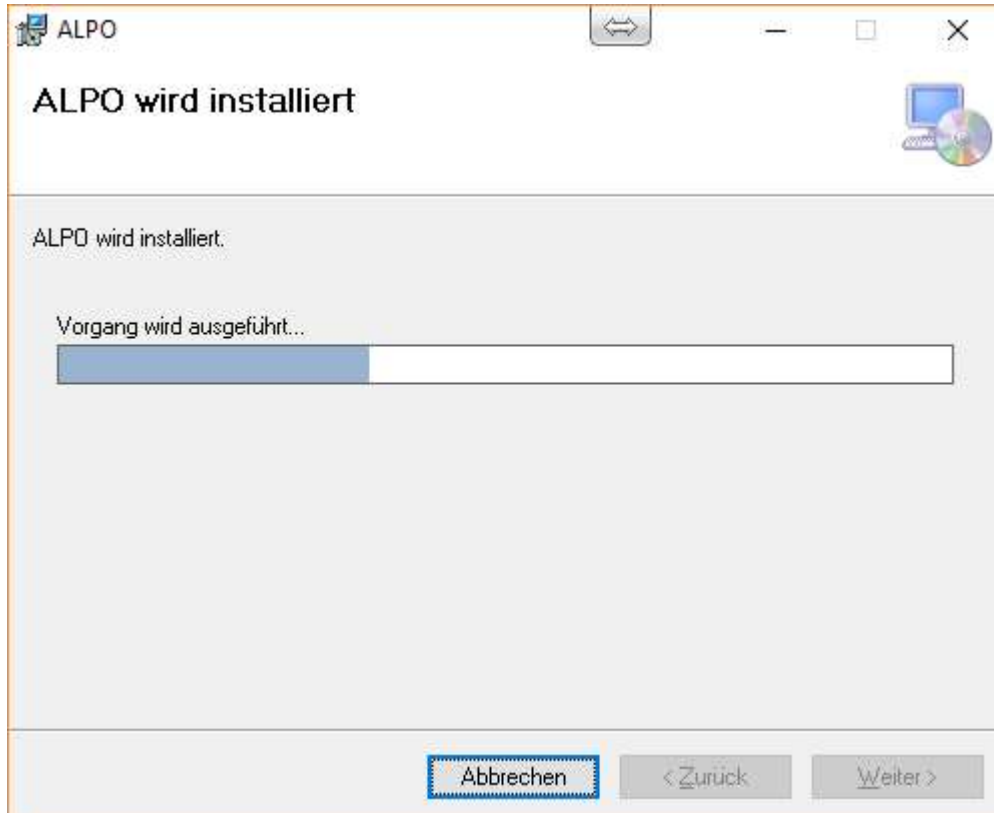 ALPO
ALPO wird installiert
ALPO wird installiert.
Vorgang wird ausgeführt...
Abbrechen
< Zurück
Weiter >